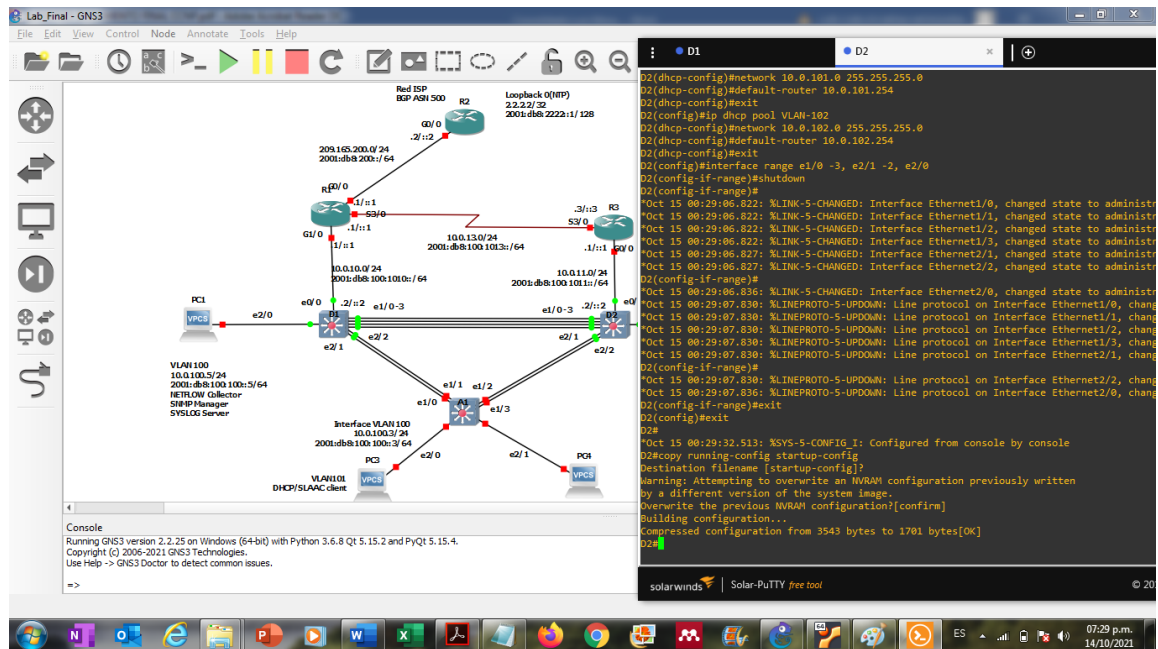 Lab_Final - GNS3
File Edit View Control Node Annotate Tools Help
Red ISP
BGP ASN 500
R2
Loopback 0(NTP)
2.2.2.2/32
2001:db8:2222::1/128
G0/0
.2/::2
209.165.200.0/24
2001:db8:200::/64
R1
G0/0
.1/::1
S3/0
.1/::1
G1/0
.1/::1
.3/::3
R3
S3/0
10.0.13.0/24
2001:db8:100:1013::/64
.1/::1
G0/0
10.0.10.0/24
2001:db8:100:1010::/64
10.0.11.0/24
2001:db8:100:1011::/64
PC1
VPCS
e2/0
e0/0
.2/::2
D1
e1/0-3
e1/0-3
.2/::2
e0/
D2
e2/1
e2/2
e2/1
e2/2
VLAN 100
10.0.100.5/24
2001:db8:100:100::5/64
NETFLOW Collector
SNMP Manager
SYSLOG Server
e1/1
e1/2
e1/0
A1
e1/3
Interface VLAN 100
10.0.100.3/24
2001:db8:100:100::3/64
PC3
VPCS
e2/0
e2/1
PC4
VPCS
VLAN101
DHCP/SLAAC client
Console
Running GNS3 version 2.2.25 on Windows (64-bit) with Python 3.6.8 Qt 5.15.2 and PyQt 5.15.4.
Copyright (c) 2006-2021 GNS3 Technologies.
Use Help -> GNS3 Doctor to detect common issues.
=>
D1
D2
D2(dhcp-config)#network 10.0.101.0 255.255.255.0
D2(dhcp-config)#default-router 10.0.101.254
D2(dhcp-config)#exit
D2(config)#ip dhcp pool VLAN-102
D2(dhcp-config)#network 10.0.102.0 255.255.255.0
D2(dhcp-config)#default-router 10.0.102.254
D2(dhcp-config)#exit
D2(config)#interface range e1/0 -3, e2/1 -2, e2/0
D2(config-if-range)#shutdown
D2(config-if-range)#
*Oct 15 00:29:06.822: %LINK-5-CHANGED: Interface Ethernet1/0, changed state to administr
*Oct 15 00:29:06.822: %LINK-5-CHANGED: Interface Ethernet1/1, changed state to administr
*Oct 15 00:29:06.822: %LINK-5-CHANGED: Interface Ethernet1/2, changed state to administr
*Oct 15 00:29:06.822: %LINK-5-CHANGED: Interface Ethernet1/3, changed state to administr
*Oct 15 00:29:06.827: %LINK-5-CHANGED: Interface Ethernet2/1, changed state to administr
*Oct 15 00:29:06.827: %LINK-5-CHANGED: Interface Ethernet2/2, changed state to administr
D2(config-if-range)#
*Oct 15 00:29:06.836: %LINK-5-CHANGED: Interface Ethernet2/0, changed state to administr
*Oct 15 00:29:07.830: %LINEPROTO-5-UPDOWN: Line protocol on Interface Ethernet1/0, chang
*Oct 15 00:29:07.830: %LINEPROTO-5-UPDOWN: Line protocol on Interface Ethernet1/1, chang
*Oct 15 00:29:07.830: %LINEPROTO-5-UPDOWN: Line protocol on Interface Ethernet1/2, chang
*Oct 15 00:29:07.830: %LINEPROTO-5-UPDOWN: Line protocol on Interface Ethernet1/3, chang
*Oct 15 00:29:07.830: %LINEPROTO-5-UPDOWN: Line protocol on Interface Ethernet2/1, chang
D2(config-if-range)#
*Oct 15 00:29:07.830: %LINEPROTO-5-UPDOWN: Line protocol on Interface Ethernet2/2, chang
*Oct 15 00:29:07.836: %LINEPROTO-5-UPDOWN: Line protocol on Interface Ethernet2/0, chang
D2(config-if-range)#exit
D2(config)#exit
D2#
*Oct 15 00:29:32.513: %SYS-5-CONFIG_I: Configured from console by console
D2#copy running-config startup-config
Destination filename [startup-config]?
Warning: Attempting to overwrite an NVRAM configuration previously written
by a different version of the system image.
Overwrite the previous NVRAM configuration?[confirm]
Building configuration...
Compressed configuration from 3543 bytes to 1701 bytes[OK]
D2#
solarwinds Solar-PuTTY free tool
© 20
ES
07:29 p.m.
14/10/2021